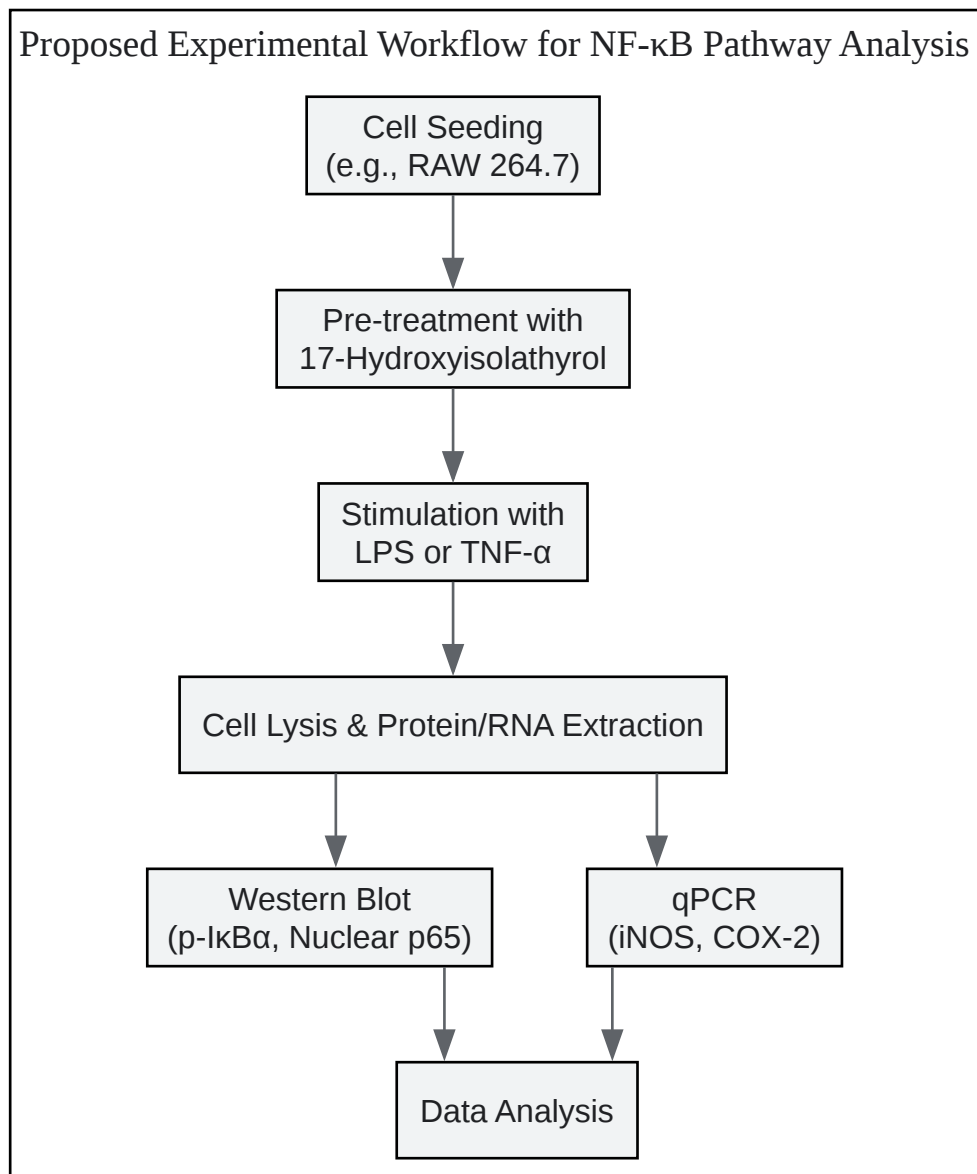 Proposed Experimental Workflow for NF-κB Pathway Analysis
Cell Seeding
(e.g., RAW 264.7)
Pre-treatment with
17-Hydroxyisolathyrol
Stimulation with
LPS or TNF-α
Cell Lysis & Protein/RNA Extraction
Western Blot
(p-IκBα, Nuclear p65)
qPCR
(iNOS, COX-2)
Data Analysis